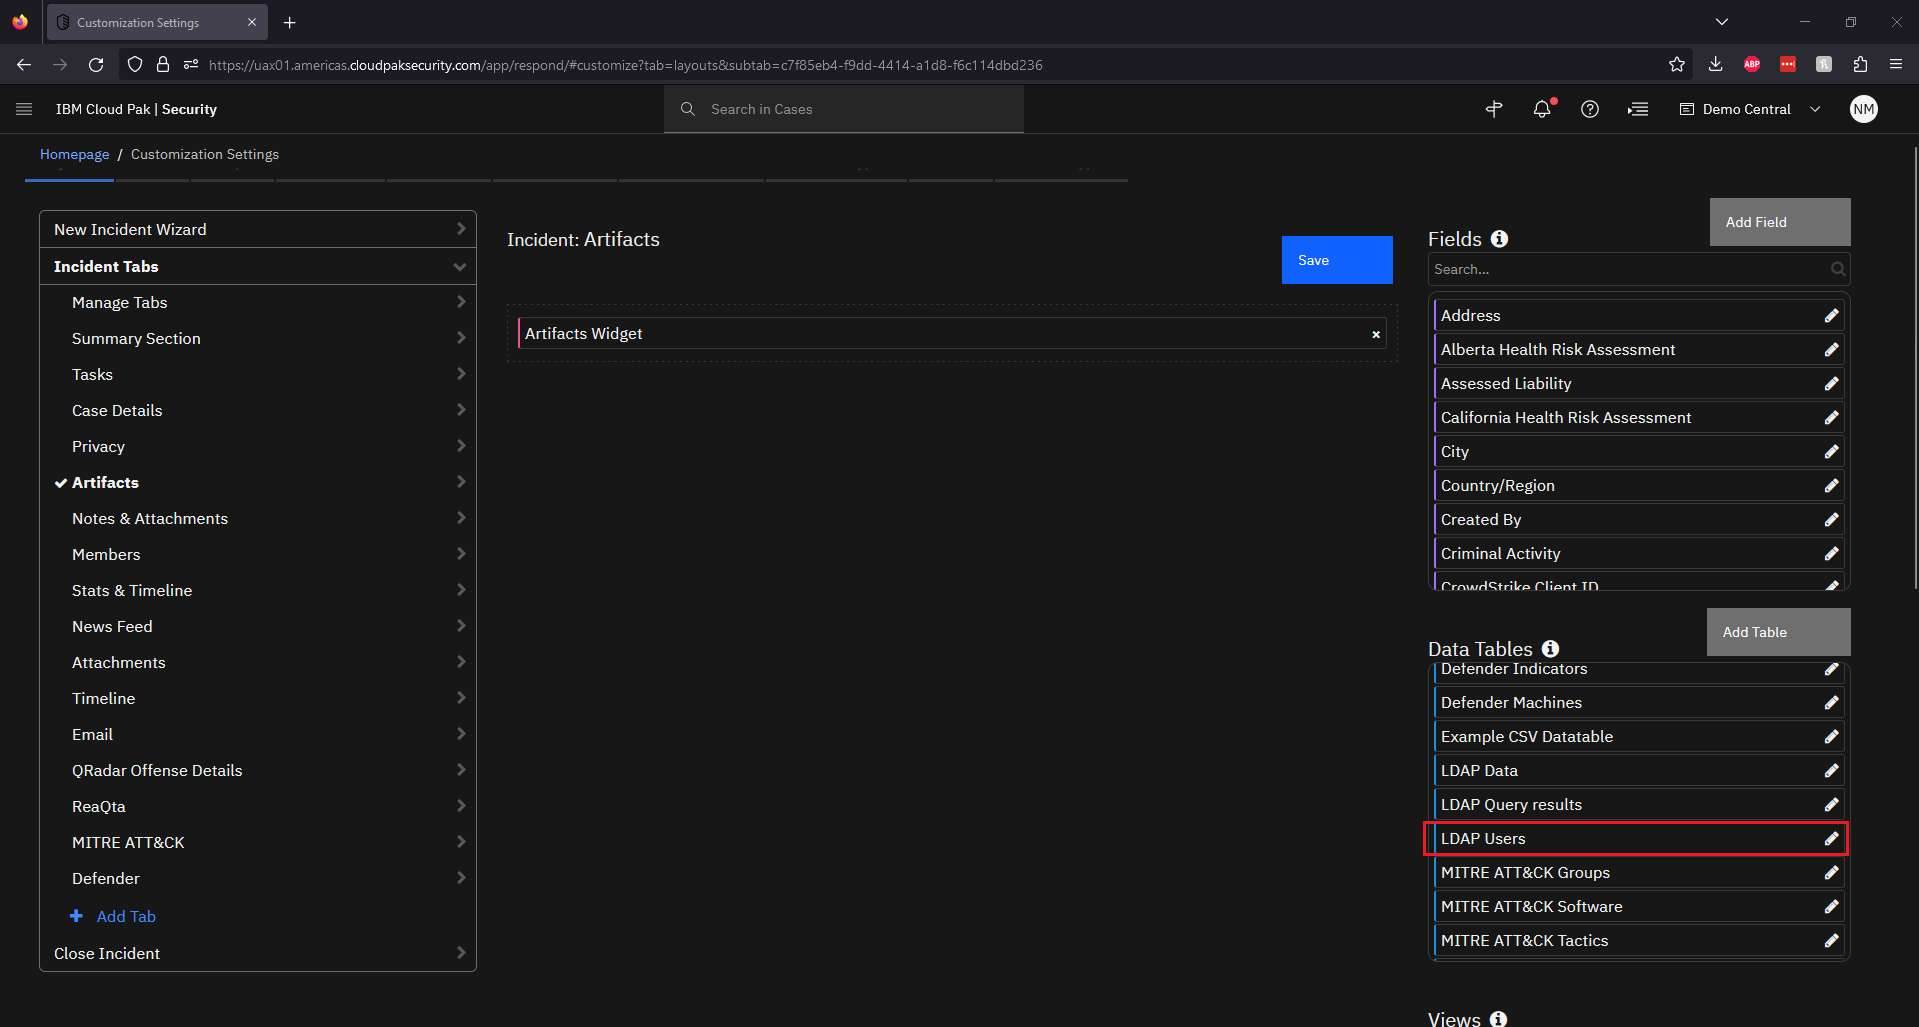 Customization Settings
https://uax01.americas.cloudpaksecurity.com/app/respond/#customize?tab=layouts&subtab=c7f85eb4-f9dd-4414-a1d8-f6c114dbd236
ABP
IBM Cloud Pak | Security
Search in Cases
Demo Central
NM
Homepage / Customization Settings
New Incident Wizard
Incident Tabs
Manage Tabs
Summary Section
Tasks
Case Details
Privacy
Artifacts
Notes & Attachments
Members
Stats & Timeline
News Feed
Attachments
Timeline
Email
QRadar Offense Details
ReaQta
MITRE ATT&CK
Defender
Add Tab
Close Incident
Incident: Artifacts
Save
Artifacts Widget
Fields
Add Field
Search...
Address
Alberta Health Risk Assessment
Assessed Liability
California Health Risk Assessment
City
Country/Region
Created By
Criminal Activity
CrowdStrike Client ID
Data Tables
Add Table
Defender Indicators
Defender Machines
Example CSV Datatable
LDAP Data
LDAP Query results
LDAP Users
MITRE ATT&CK Groups
MITRE ATT&CK Software
MITRE ATT&CK Tactics
Views